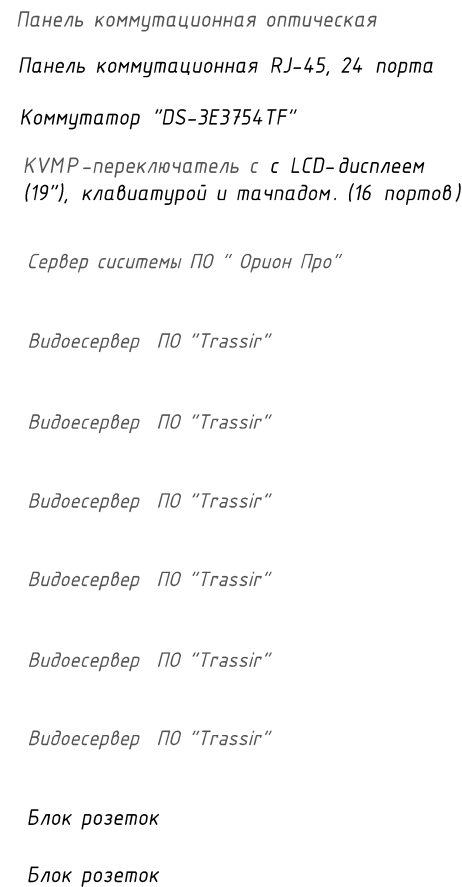 Панель коммутационная оптическая
Панель коммутационная RJ-45, 24 порта
Коммутатор "DS-3E3754TF"
KVMP-переключатель с с LCD-дисплеем
(19"), клавиатурой и тачпадом. (16 портов)
Сервер сиситемы ПО " Орион Про"
Видоесервер ПО "Trassir"
Видоесервер ПО "Trassir"
Видоесервер ПО "Trassir"
Видоесервер ПО "Trassir"
Видоесервер ПО "Trassir"
Видоесервер ПО "Trassir"
Блок розеток
Блок розеток